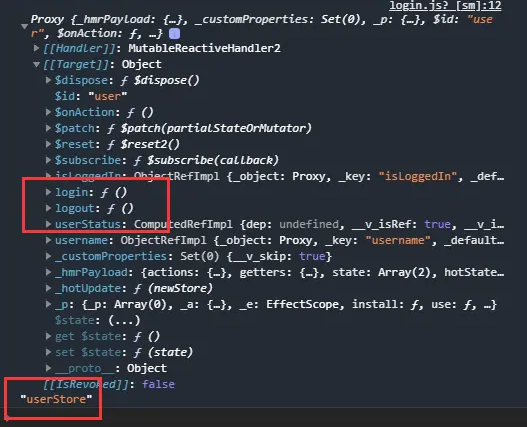 login.js? [sm]:12
Proxy {_hmrPayload: {…}, _customProperties: Set(0), _p: {…}, $id: "use
r", $onAction: ƒ, …} i
[[Handler]]: MutableReactiveHandler2
[[Target]]: Object
$dispose: ƒ $dispose()
$id: "user"
$onAction: ƒ ()
$patch: ƒ $patch(partialStateOrMutator)
$reset: ƒ $reset2()
$subscribe: ƒ $subscribe(callback)
isLoggedIn: ObjectRefImpl {_object: Proxy, _key: "isLoggedIn", _def…
login: ƒ ()
logout: ƒ ()
userStatus: ComputedRefImpl {dep: undefined, __v_isRef: true, __v_i…
username: ObjectRefImpl {_object: Proxy, _key: "username", _default…
_customProperties: Set(0) {__v_skip: true}
_hmrPayload: {actions: {…}, getters: {…}, state: Array(2), hotState…
_hotUpdate: ƒ (newStore)
_p: {_p: Array(0), _a: {…}, _e: EffectScope, install: ƒ, use: ƒ, …}
$state: (...)
get $state: ƒ ()
set $state: ƒ (state)
__proto__: Object
[[IsRevoked]]: false
"userStore"